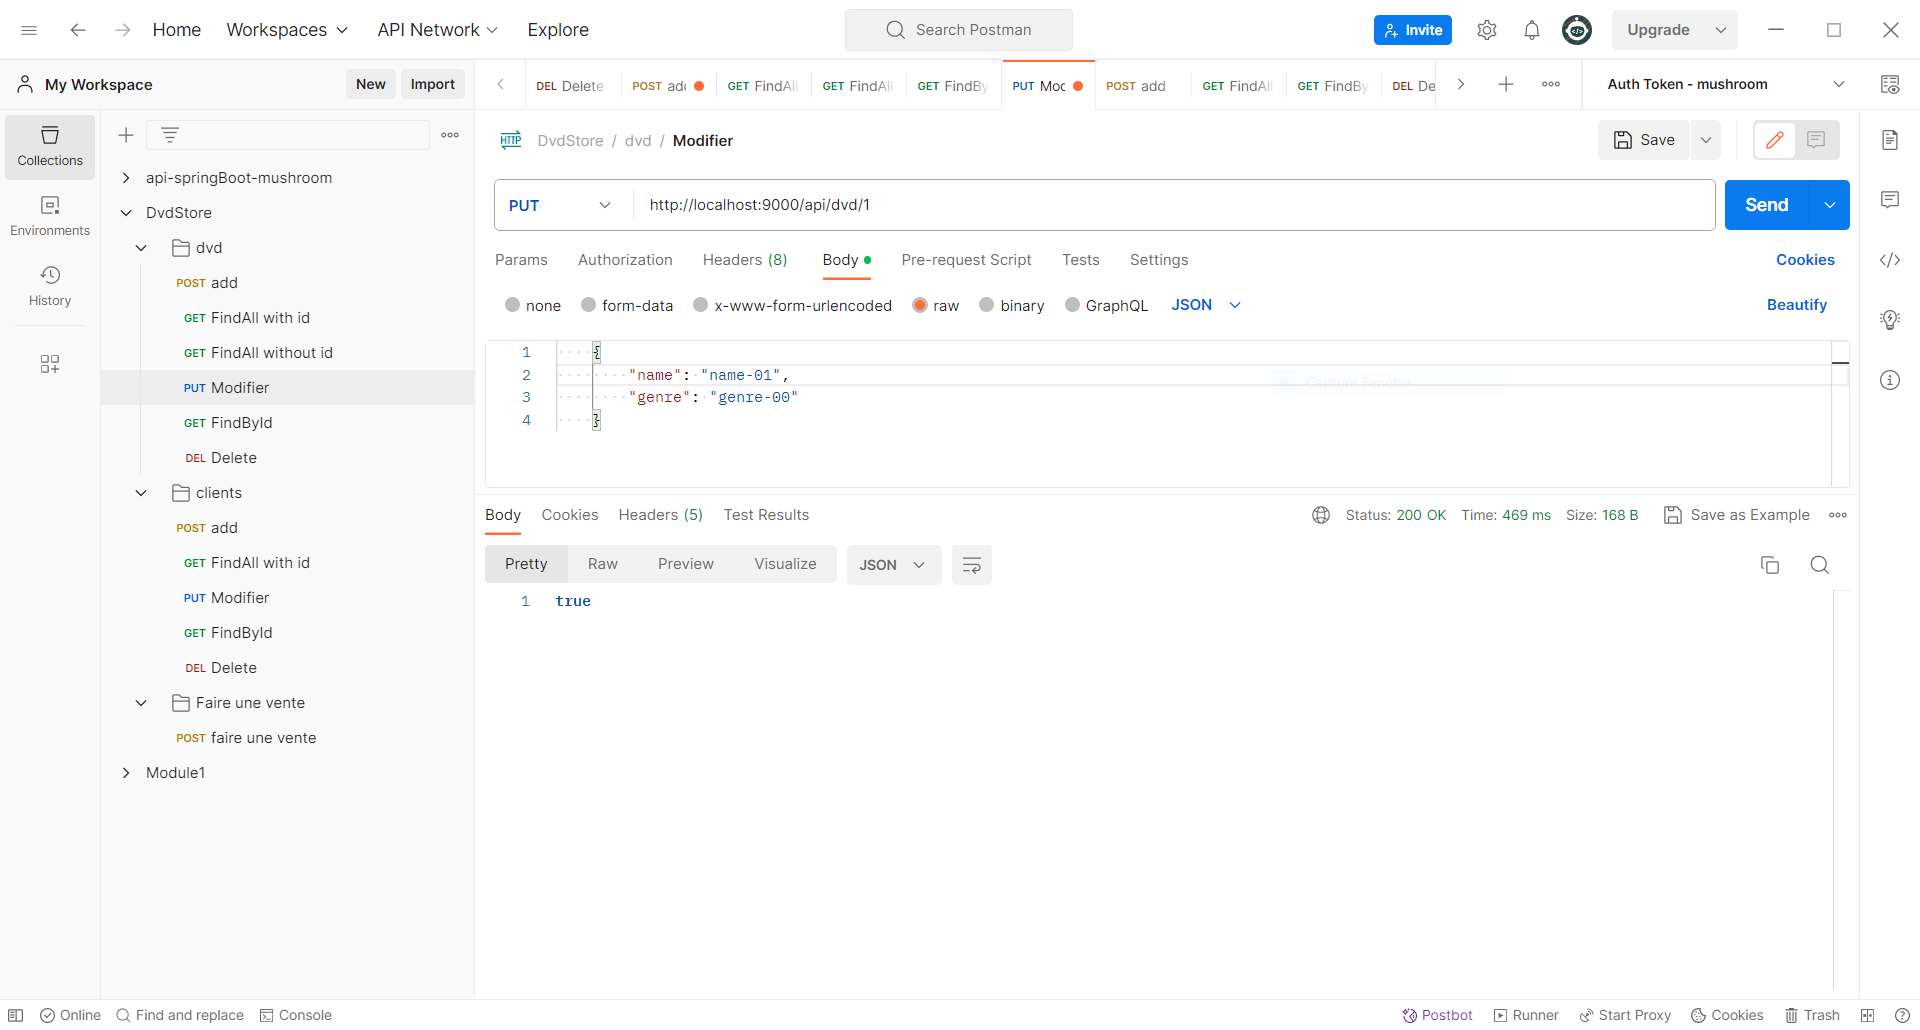 Home Workspaces API Network Explore Search Postman Invite Upgrade
My Workspace New Import DEL Delete POST adc GET FindAll GET FindAll GET FindBy PUT Moc POST add GET FindAll GET FindBy DEL De Auth Token - mushroom
Collections
Environments
History
api-springBoot-mushroom
DvdStore
dvd
POST add
GET FindAll with id
GET FindAll without id
PUT Modifier
GET FindById
DEL Delete
clients
POST add
GET FindAll with id
PUT Modifier
GET FindById
DEL Delete
Faire une vente
POST faire une vente
Module1
HTTP DvdStore / dvd / Modifier Save
PUT http://localhost:9000/api/dvd/1 Send
Params Authorization Headers (8) Body Pre-request Script Tests Settings Cookies
none form-data x-www-form-urlencoded raw binary GraphQL JSON Beautify
1 {
2 "name": "name-01",
3 "genre": "genre-00"
4 }
Capture Fenêtre
Body Cookies Headers (5) Test Results Status: 200 OK Time: 469 ms Size: 168 B Save as Example
Pretty Raw Preview Visualize JSON
1 true
Online Find and replace Console Postbot Runner Start Proxy Cookies Trash